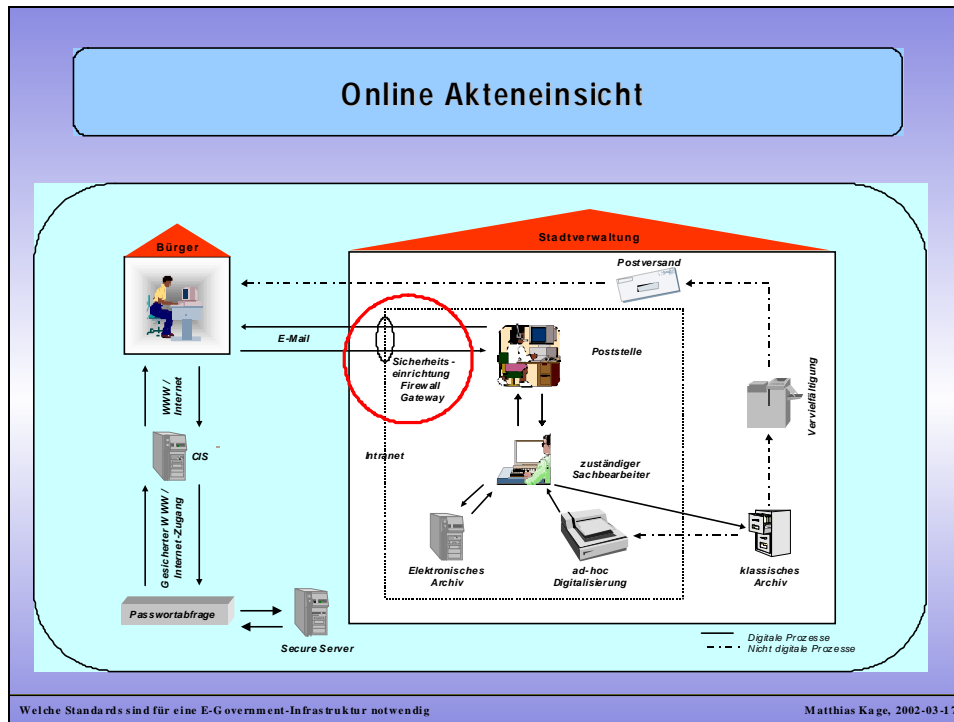 Online Akteneinsicht
Stadtverwaltung
Bürger
Postversand
E-Mail
Poststelle
Sicherheits-
einrichtung
Firewall
Gateway
Vervielfältigung
WWW /
Internet
CIS
Intranet
zuständiger
Sachbearbeiter
Gesicherter WWW /
Internet-Zugang
Elektronisches
Archiv
ad-hoc
Digitalisierung
klassisches
Archiv
Passwortabfrage
Secure Server
Digitale Prozesse
Nicht digitale Prozesse
Welche Standards sind für eine E-Government-Infrastruktur notwendig
Matthias Kage, 2002-03-17